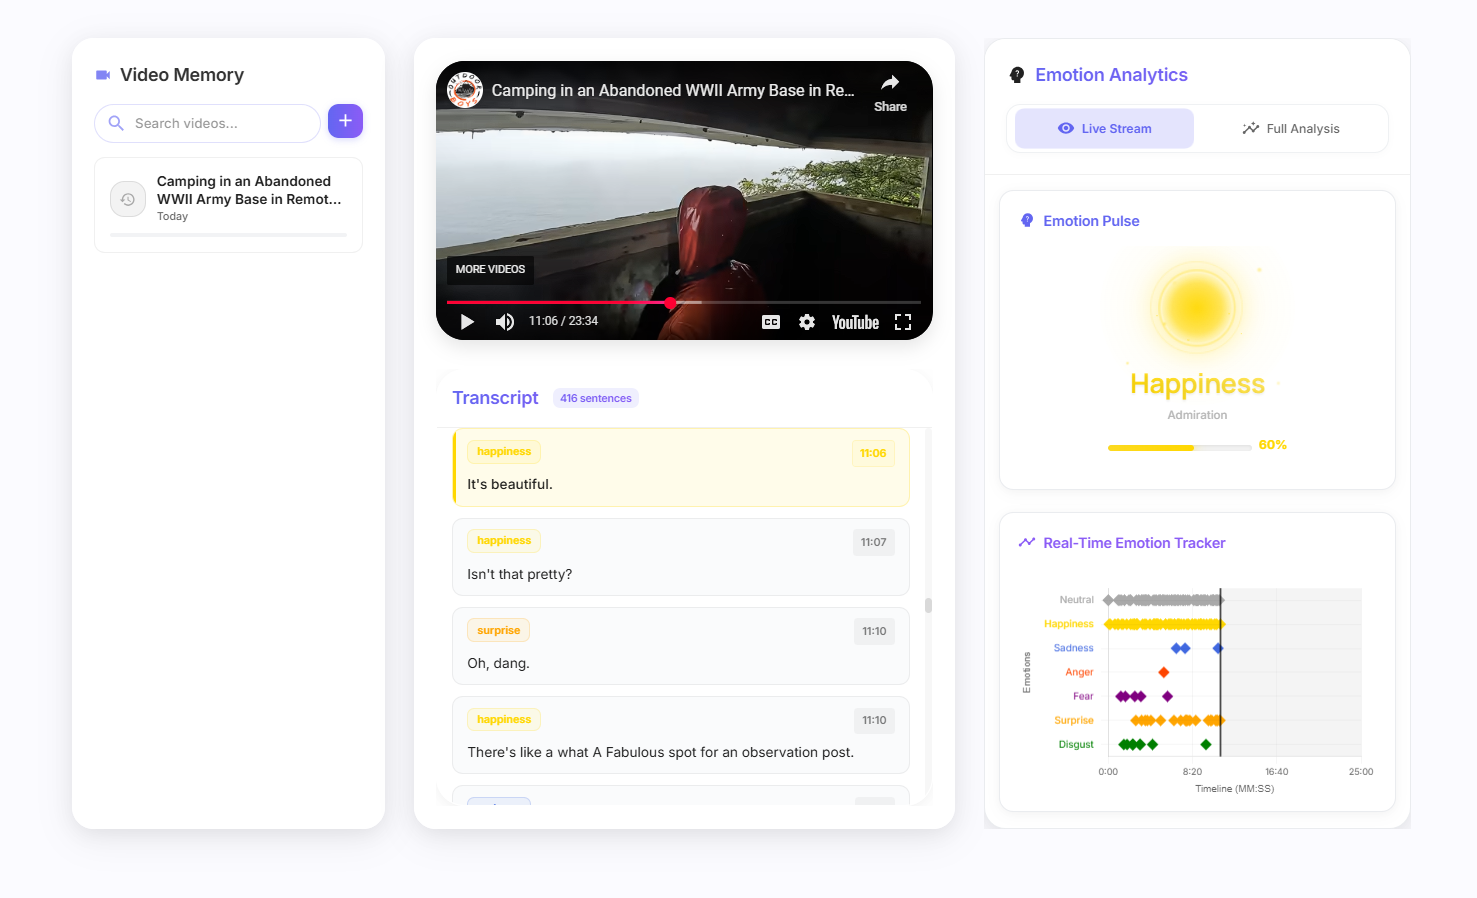 Video Memory
Search videos...
Camping in an Abandoned
WWII Army Base in Remot...
Today
OUTDOOR
BOYS
Camping in an Abandoned WWII Army Base in Re...
Share
MORE VIDEOS
11:06 / 23:34
CC
YouTube
Transcript
416 sentences
happiness
11:06
It's beautiful.
happiness
11:07
Isn't that pretty?
surprise
11:10
Oh, dang.
happiness
11:10
There's like a what A Fabulous spot for an observation post.
Emotion Analytics
Live Stream
Full Analysis
Emotion Pulse
Happiness
Admiration
60%
Real-Time Emotion Tracker
Emotions
Neutral
Happiness
Sadness
Anger
Fear
Surprise
Disgust
0:00
8:20
16:40
25:00
Timeline (MM:SS)